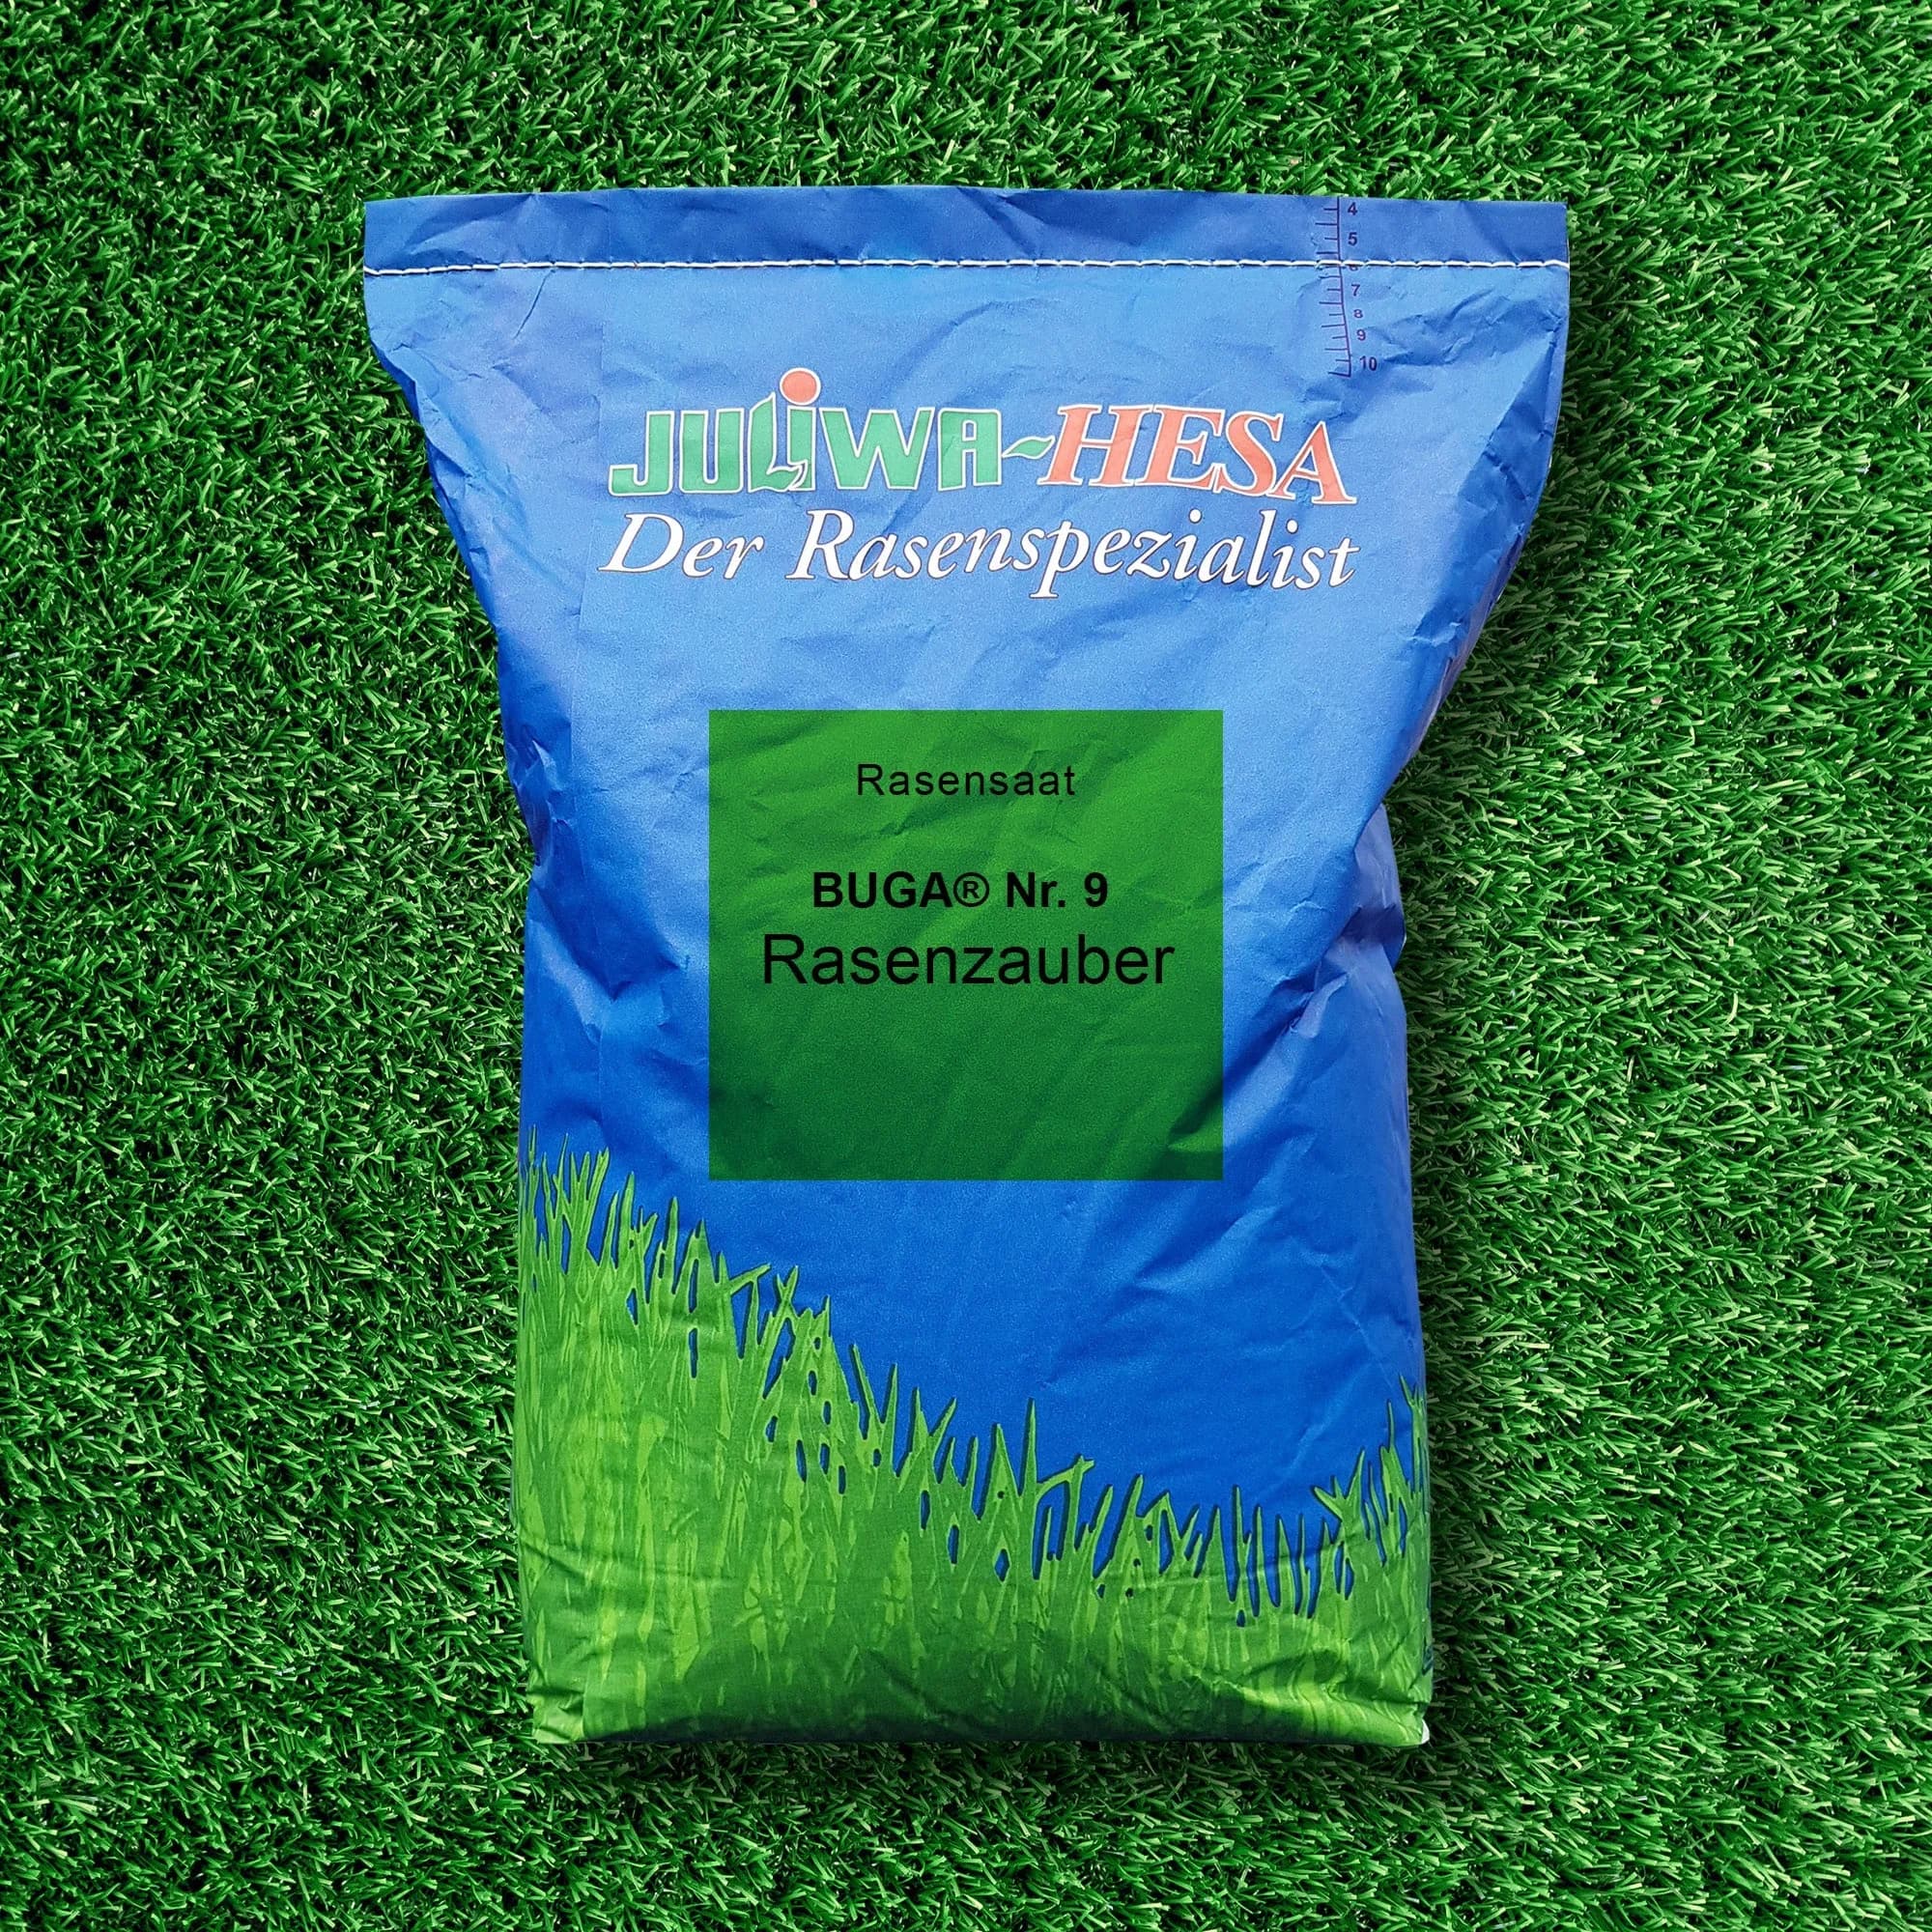 4
5
6
7
8
9
10
JULIWA-HESA
Der Rasenspezialist
Rasensaat
BUGA® Nr. 9
Rasenzauber